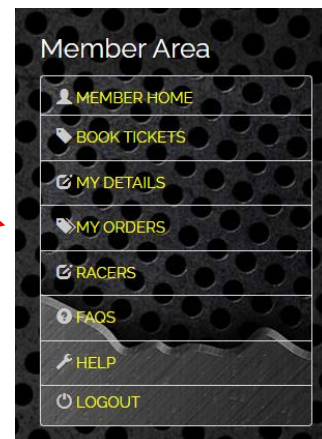 Member Area
MEMBER HOME
BOOK TICKETS
MY DETAILS
MY ORDERS
RACERS
FAQS
HELP
LOGOUT